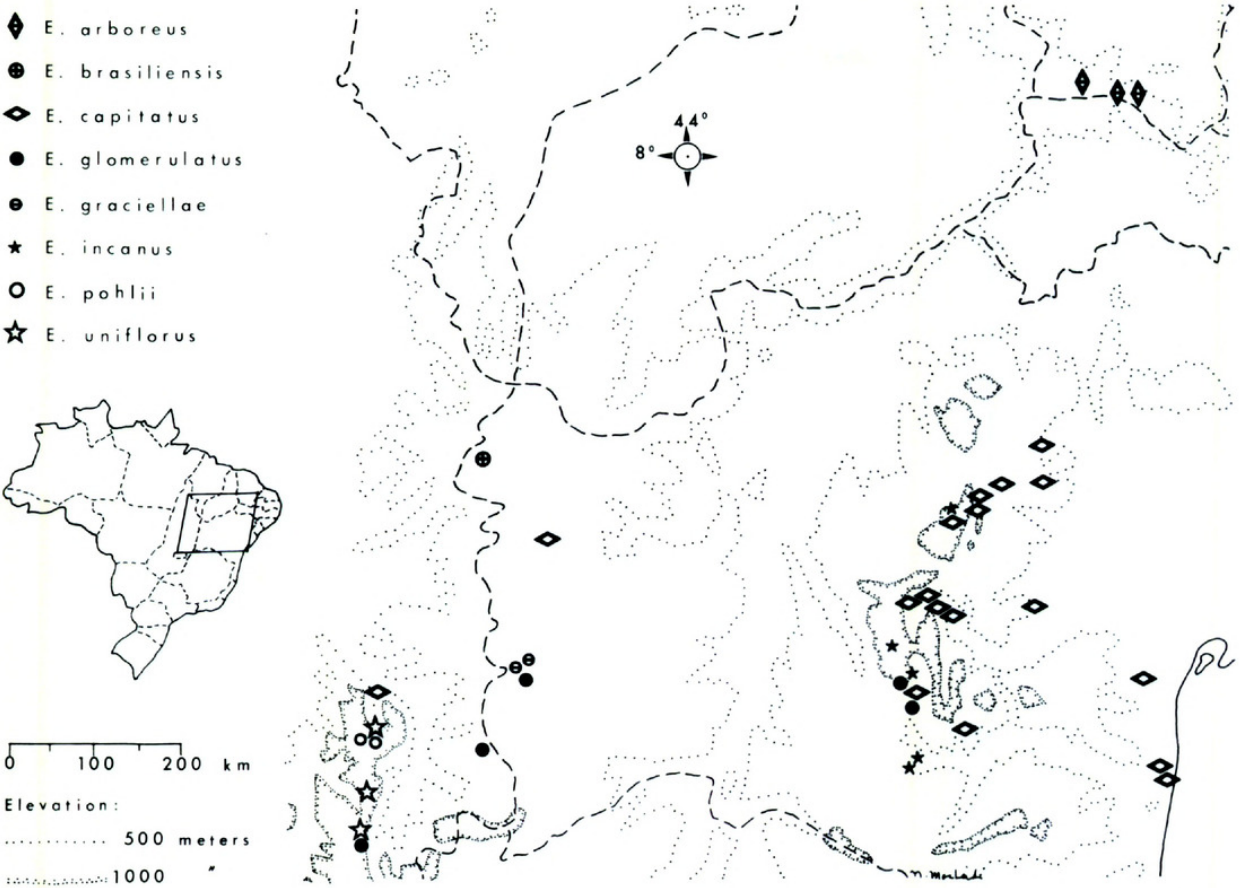 E. arboreus
E. brasiliensis
E. capitatus
E. glomerulatus
E. graciellae
E. incanus
E. pohlii
E. uniflorus
44°
8°
0 100 200 km
Elevation:
500 meters
1000 "